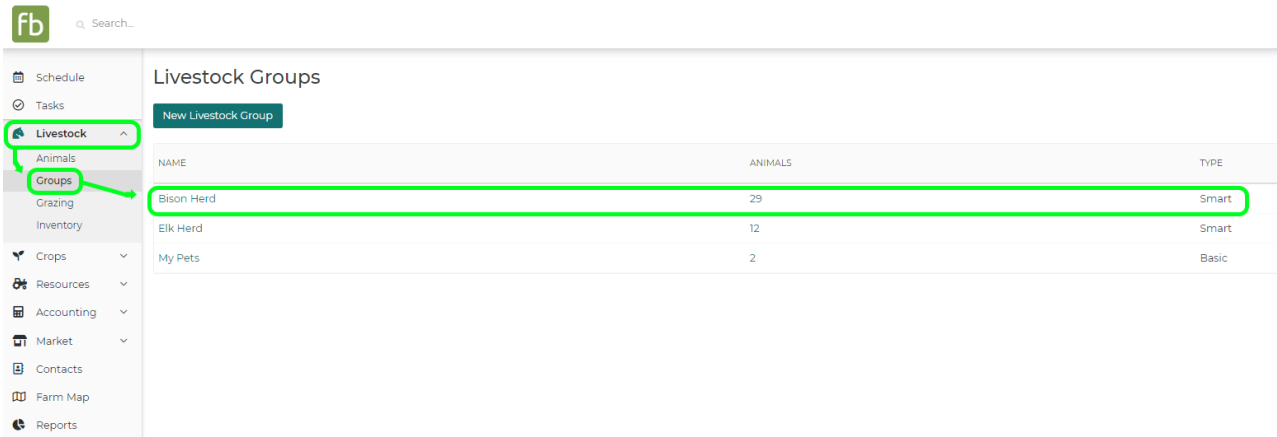 fb
Search...
Schedule
Tasks
Livestock
Animals
Groups
Grazing
Inventory
Crops
Resources
Accounting
Market
Contacts
Farm Map
Reports
Livestock Groups
New Livestock Group
NAME ANIMALS TYPE
Bison Herd 29 Smart
Elk Herd 12 Smart
My Pets 2 Basic